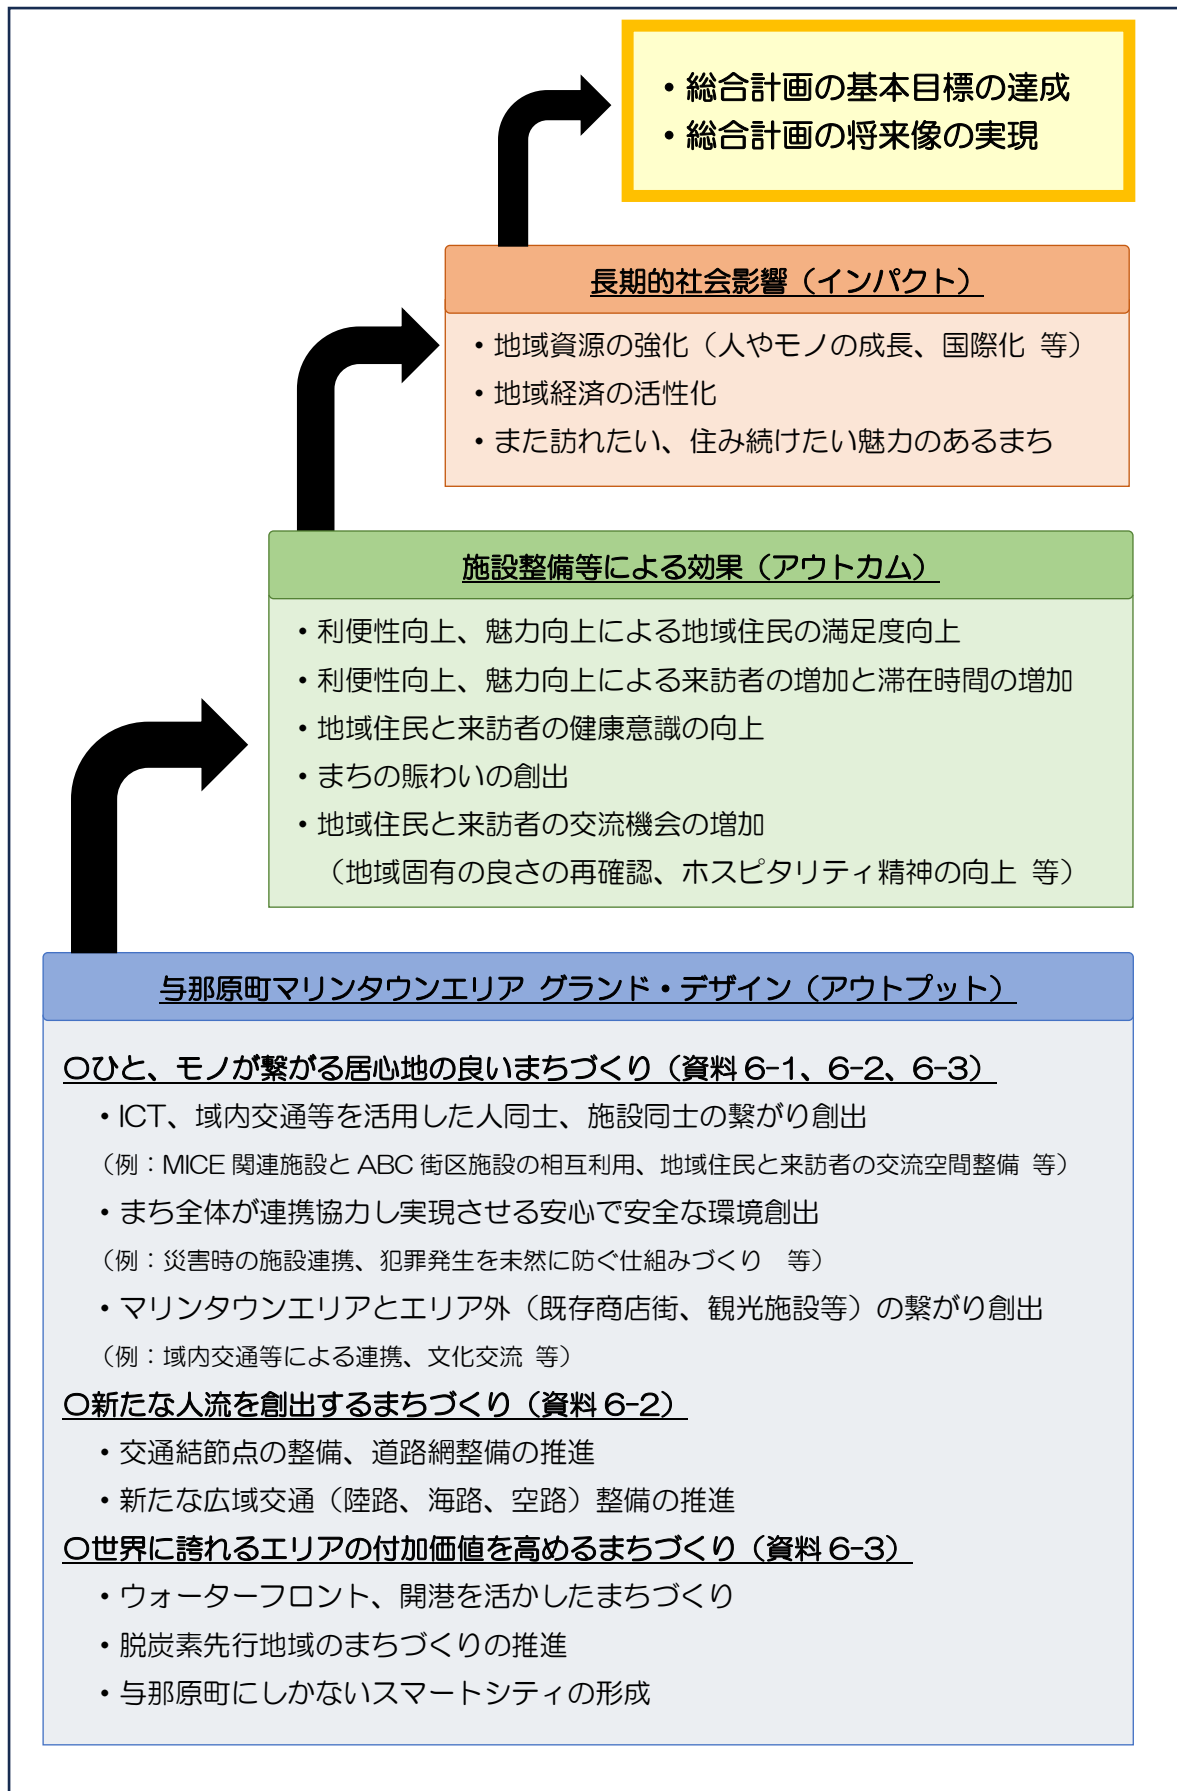 ・総合計画の基本目標の達成
・総合計画の将来像の実現
長期的社会影響（インパクト）
・地域資源の強化（人やモノの成長、国際化 等）
・地域経済の活性化
・また訪れたい、住み続けたい魅力のあるまち
施設整備等による効果（アウトカム）
・利便性向上、魅力向上による地域住民の満足度向上
・利便性向上、魅力向上による来訪者の増加と滞在時間の増加
・地域住民と来訪者の健康意識の向上
・まちの賑わいの創出
・地域住民と来訪者の交流機会の増加
（地域固有の良さの再確認、ホスピタリティ精神の向上 等）
与那原町マリンタウンエリア グランド・デザイン（アウトプット）
〇ひと、モノが繋がる居心地の良いまちづくり（資料 6-1、6-2、6-3）
・ICT、域内交通等を活用した人同士、施設同士の繋がり創出
（例：MICE 関連施設と ABC 街区施設の相互利用、地域住民と来訪者の交流空間整備 等）
・まち全体が連携協力し実現させる安心で安全な環境創出
（例：災害時の施設連携、犯罪発生を未然に防ぐ仕組みづくり　等）
・マリンタウンエリアとエリア外（既存商店街、観光施設等）の繋がり創出
（例：域内交通等による連携、文化交流 等）
〇新たな人流を創出するまちづくり（資料 6-2）
・交通結節点の整備、道路網整備の推進
・新たな広域交通（陸路、海路、空路）整備の推進
〇世界に誇れるエリアの付加価値を高めるまちづくり（資料 6-3）
・ウォーターフロント、開港を活かしたまちづくり
・脱炭素先行地域のまちづくりの推進
・与那原町にしかないスマートシティの形成